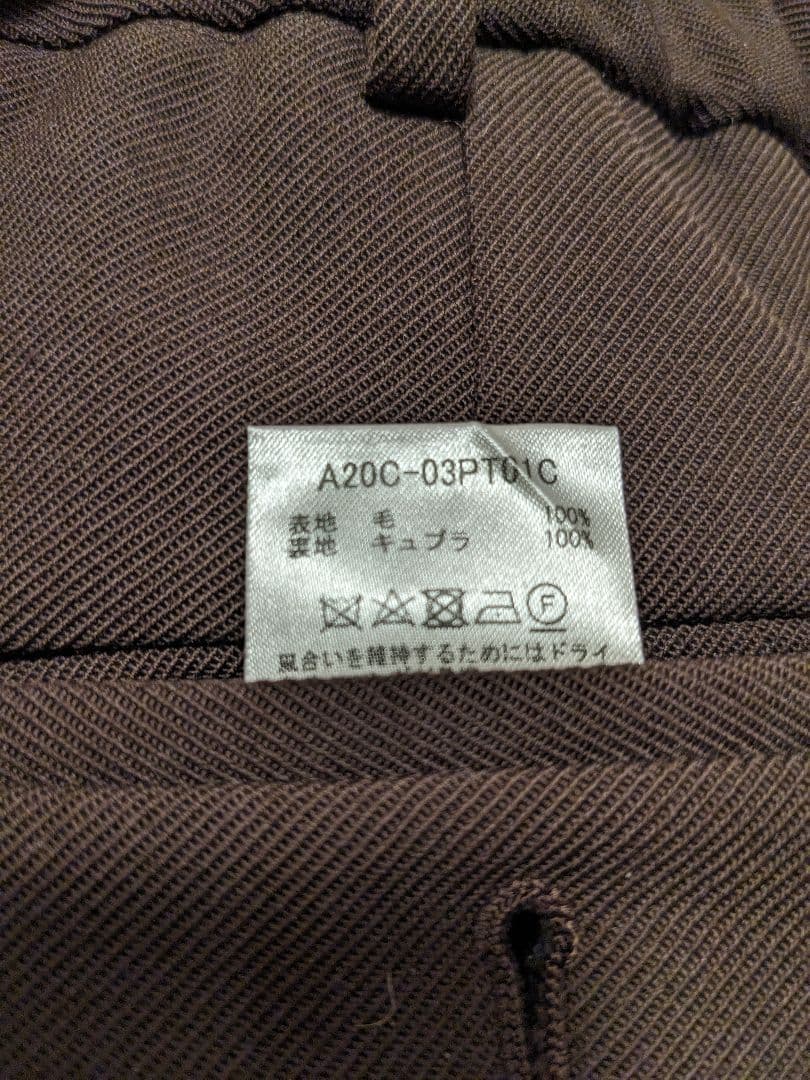 A20C-03PT01C
表地 毛 100%
裏地 キュプラ 100%
F
風合いを維持するためにはドライ